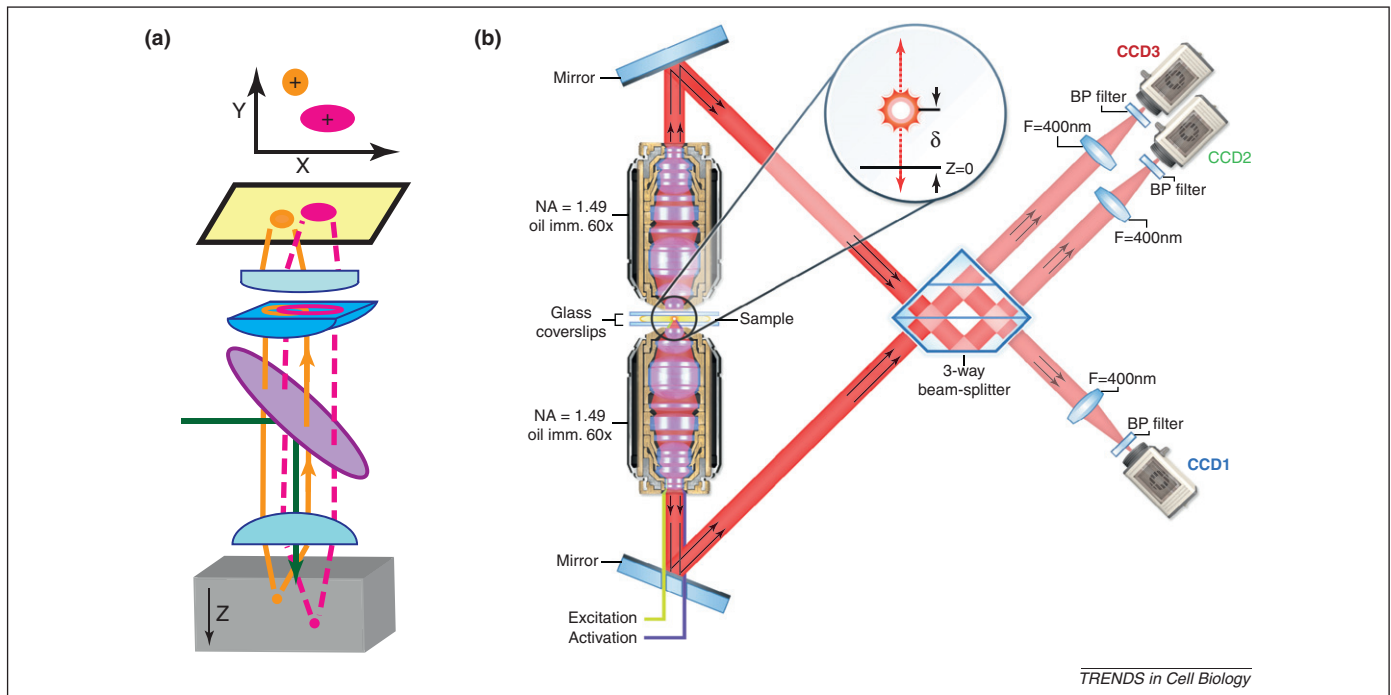 (a)
Y
+
+
X
Z
(b)
Mirror
NA = 1.49
oil imm. 60x
Glass
coverslips
Sample
NA = 1.49
oil imm. 60x
Mirror
Excitation
Activation
δ
Z=0
3-way
beam-splitter
CCD3
BP filter
F=400nm
CCD2
BP filter
F=400nm
F=400nm
BP filter
CCD1
TRENDS in Cell Biology